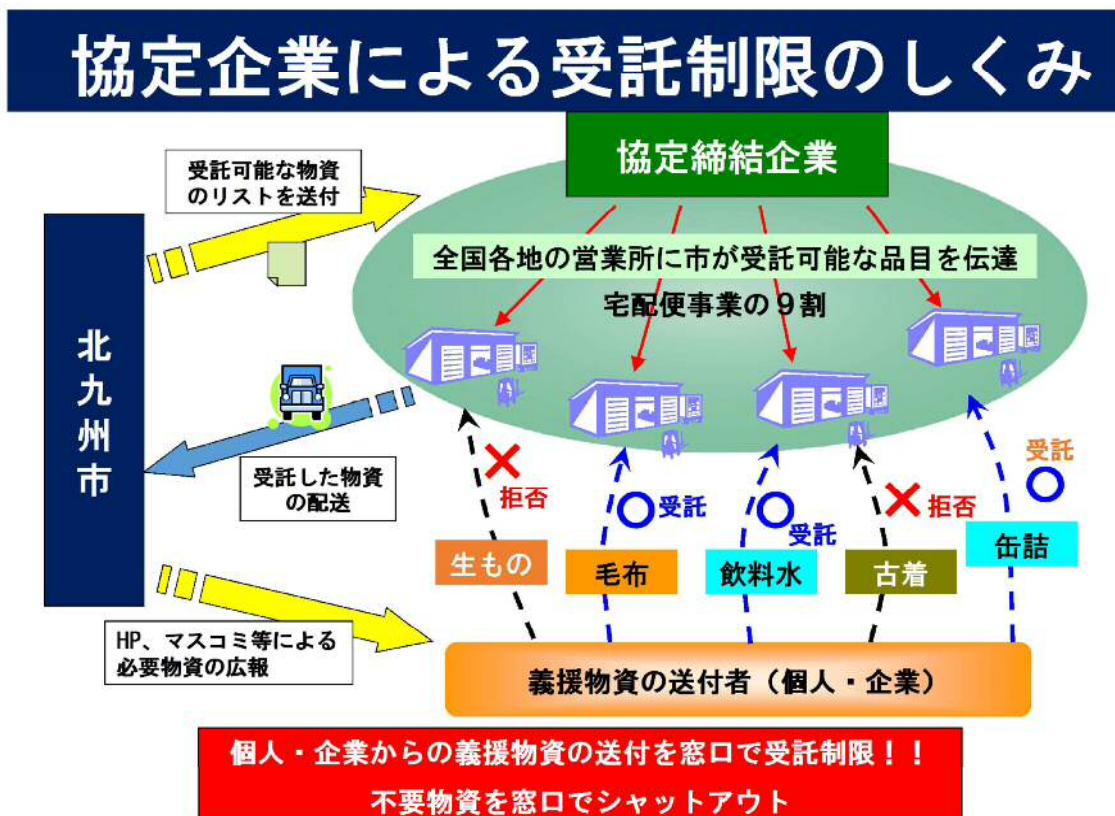 協定企業による受託制限のしくみ
協定締結企業
受託可能な物資
のリストを送付
全国各地の営業所に市が受託可能な品目を伝達
宅配便事業の9割
北九州市
受託した物資
の配送
拒否
受託
受託
拒否
受託
生もの
毛布
飲料水
古着
缶詰
HP、マスコミ等による
必要物資の広報
義援物資の送付者(個人・企業)
個人・企業からの義援物資の送付を窓口で受託制限!!
不要物資を窓口でシャットアウト